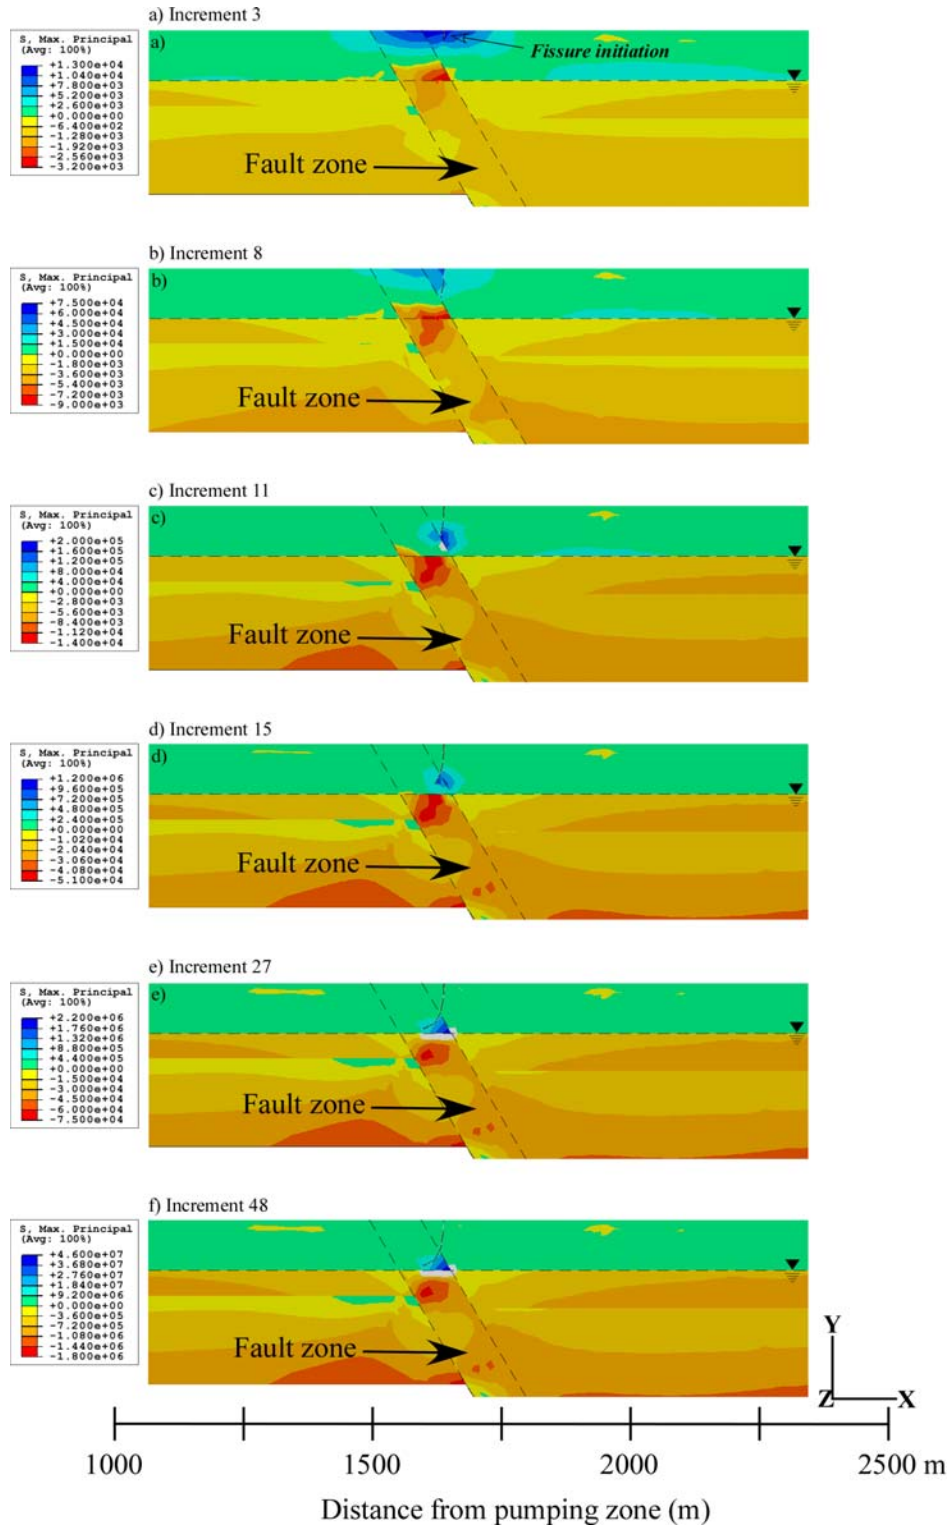 a) Increment 3
S, Max. Principal
(Avg: 100%)
+1.300e+04
+1.040e+04
+7.800e+03
+5.200e+03
+2.600e+03
+0.000e+00
-6.400e+02
-1.280e+03
-1.920e+03
-2.560e+03
-3.200e+03
a)
Fissure initiation
Fault zone
b) Increment 8
S, Max. Principal
(Avg: 100%)
+7.500e+04
+6.000e+04
+4.500e+04
+3.000e+04
+1.500e+04
+0.000e+00
-1.800e+03
-3.600e+03
-5.400e+03
-7.200e+03
-9.000e+03
b)
Fault zone
c) Increment 11
S, Max. Principal
(Avg: 100%)
+2.000e+05
+1.600e+05
+1.200e+05
+8.000e+04
+4.000e+04
+0.000e+00
-2.800e+03
-5.600e+03
-8.400e+03
-1.120e+04
-1.400e+04
c)
Fault zone
d) Increment 15
S, Max. Principal
(Avg: 100%)
+1.200e+06
+9.600e+05
+7.200e+05
+4.800e+05
+2.400e+05
+0.000e+00
-1.020e+04
-2.040e+04
-3.060e+04
-4.080e+04
-5.100e+04
d)
Fault zone
e) Increment 27
S, Max. Principal
(Avg: 100%)
+2.200e+06
+1.760e+06
+1.320e+06
+8.800e+05
+4.400e+05
+0.000e+00
-1.500e+04
-3.000e+04
-4.500e+04
-6.000e+04
-7.500e+04
e)
Fault zone
f) Increment 48
S, Max. Principal
(Avg: 100%)
+4.600e+07
+3.680e+07
+2.760e+07
+1.840e+07
+9.200e+06
+0.000e+00
-3.600e+05
-7.200e+05
-1.080e+06
-1.440e+06
-1.800e+06
Fault zone
Y
Z X
1000 1500 2000 2500 m
Distance from pumping zone (m)